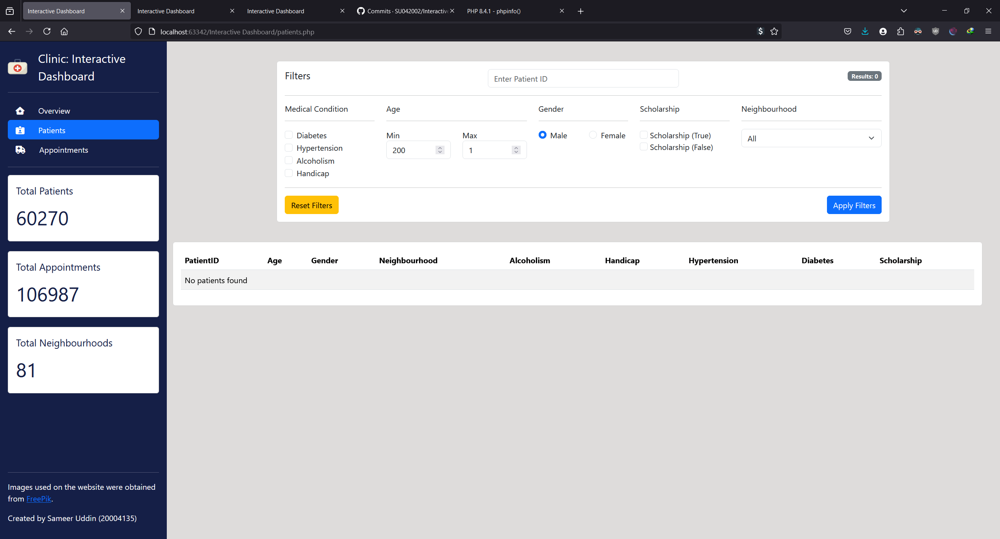 Interactive Dashboard
Interactive Dashboard
Interactive Dashboard
Commits · SU042002/Interactive
PHP 8.4.1 - phpinfo()
localhost:63342/Interactive Dashboard/patients.php
Clinic: Interactive
Dashboard
Overview
Patients
Appointments
Total Patients
60270
Total Appointments
106987
Total Neighbourhoods
81
Images used on the website were obtained
from FreePik.
Created by Sameer Uddin (20004135)
Filters
Enter Patient ID
Results: 0
Medical Condition
Diabetes
Hypertension
Alcoholism
Handicap
Age
Min
Max
200
1
Gender
Male
Female
Scholarship
Scholarship (True)
Scholarship (False)
Neighbourhood
All
Reset Filters
Apply Filters
PatientID Age Gender Neighbourhood Alcoholism Handicap Hypertension Diabetes Scholarship
No patients found